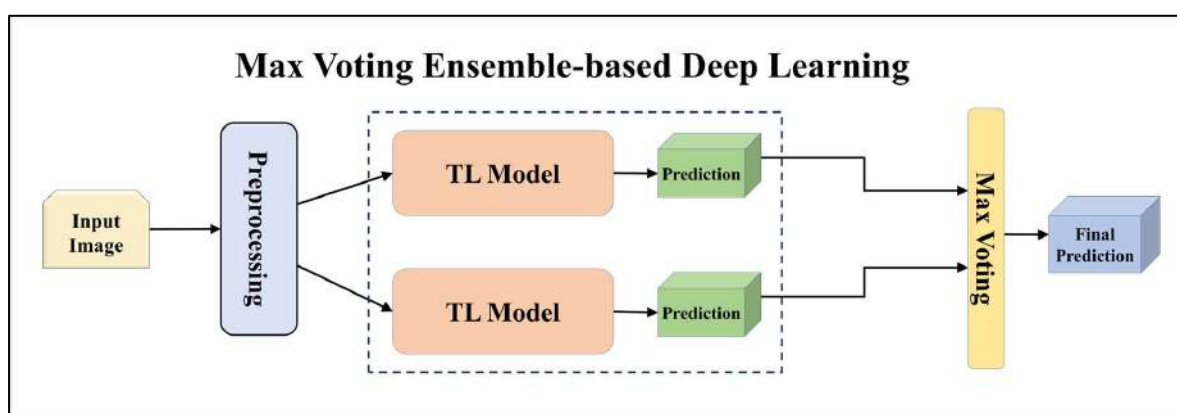 Max Voting Ensemble-based Deep Learning
Input
Image
Preprocessing
TL Model
Prediction
TL Model
Prediction
Max Voting
Final
Prediction